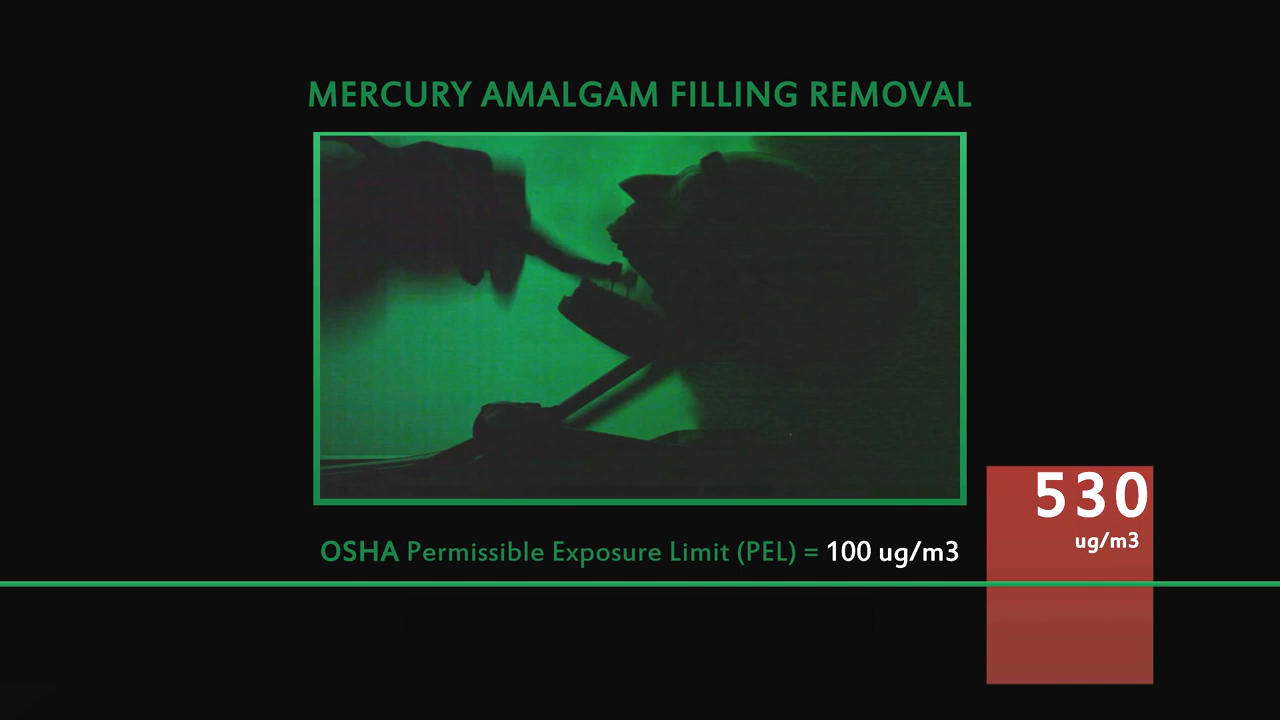 MERCURY AMALGAM FILLING REMOVAL
530
ug/m3
OSHA Permissible Exposure Limit (PEL) = 100 ug/m3